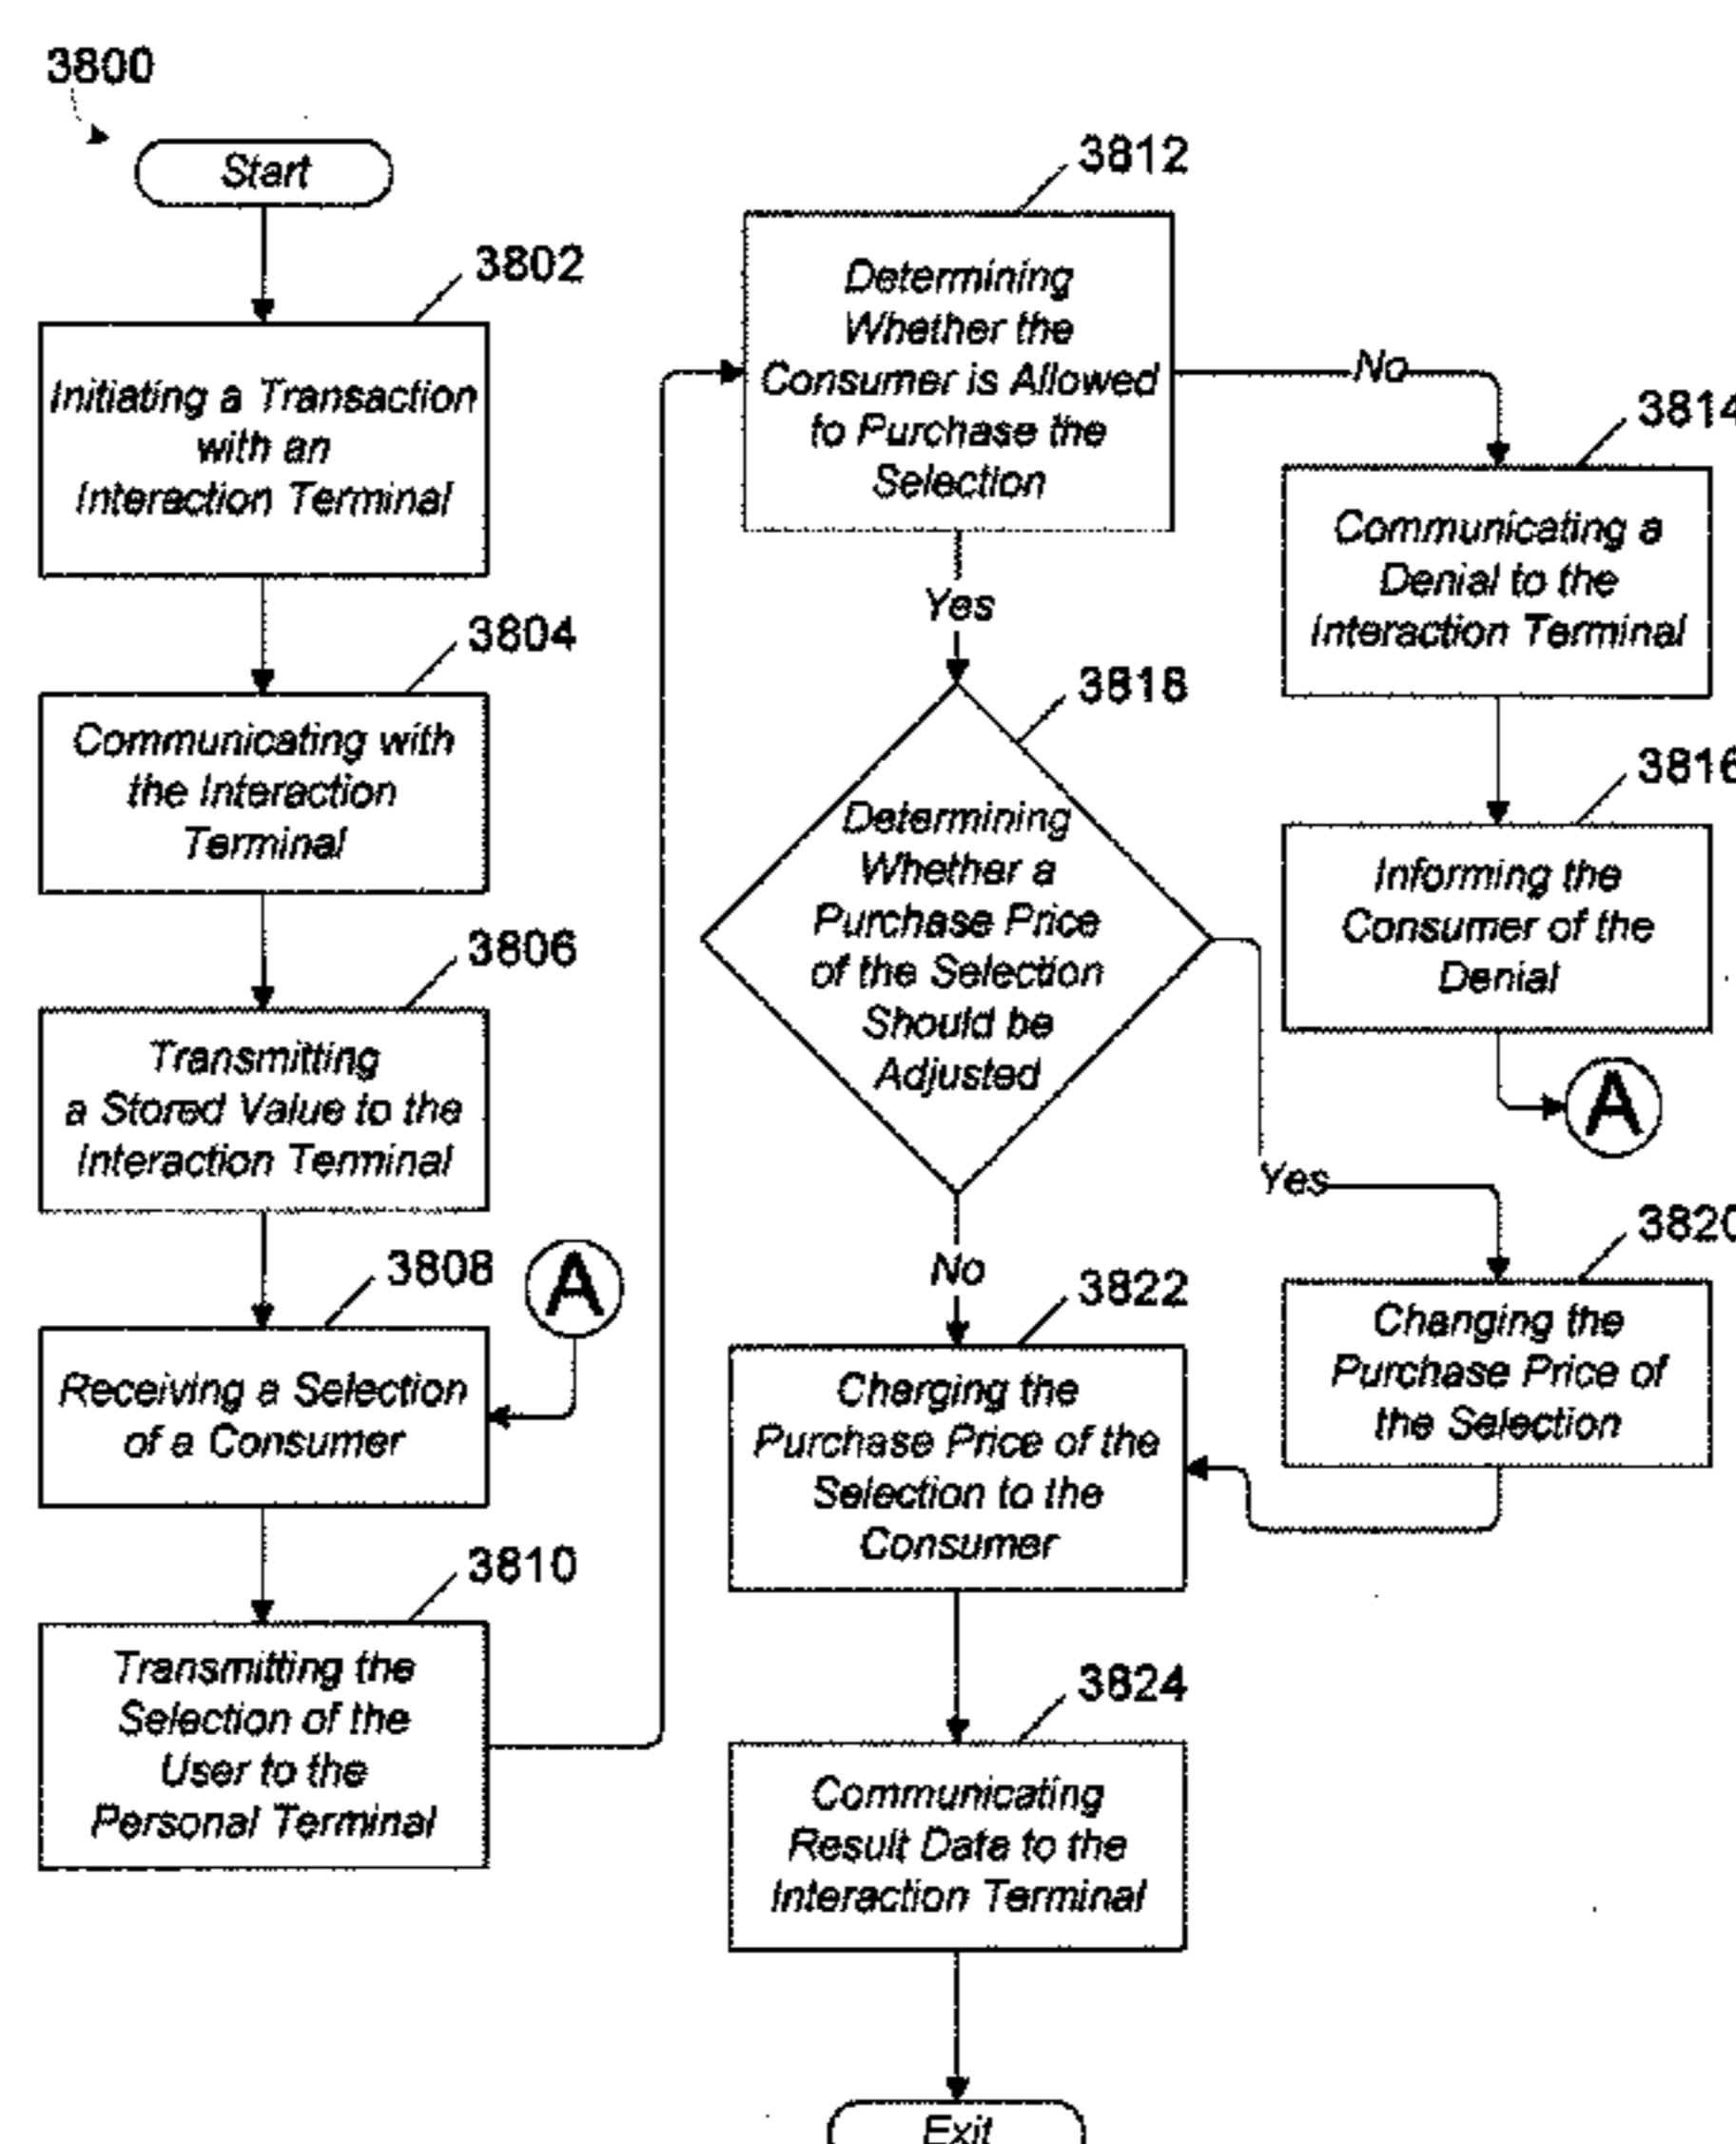 3800
Start
3802
Initiating a Transaction
with an
Interaction Terminal
3804
Communicating with
the Interaction
Terminal
3806
Transmitting
a Stored Value to the
Interaction Terminal
3808
A
Receiving a Selection
of a Consumer
3810
Transmitting the
Selection of the
User to the
Personal Terminal
3812
Determining
Whether the
Consumer is Allowed
to Purchase the
Selection
No
Yes
3814
Communicating a
Denial to the
Interaction Terminal
3816
Informing the
Consumer of the
Denial
A
3818
Determining
Whether a
Purchase Price
of the Selection
Should be
Adjusted
Yes
No
3820
Changing the
Purchase Price of
the Selection
3822
Charging the
Purchase Price of the
Selection to the
Consumer
3824
Communicating
Result Data to the
Interaction Terminal
Exit